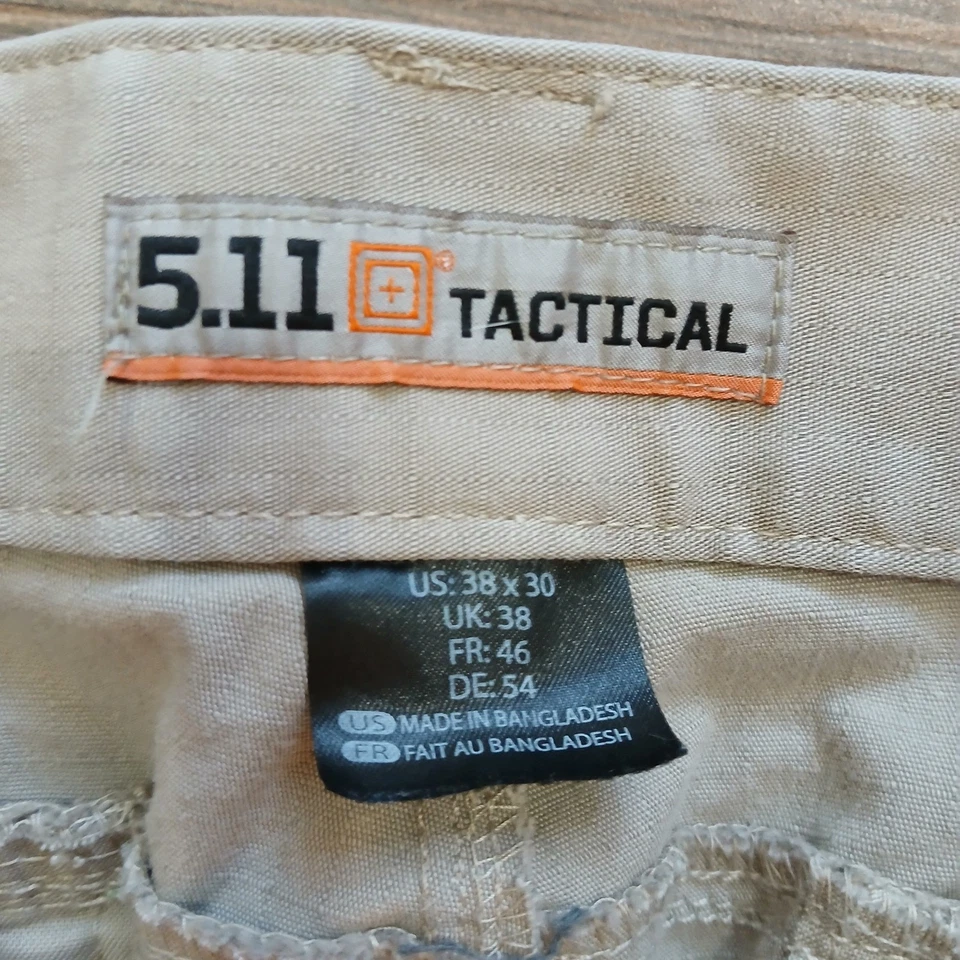 5.11® TACTICAL
US: 38 x 30
UK: 38
FR: 46
DE: 54
US MADE IN BANGLADESH
FR FAIT AU BANGLADESH